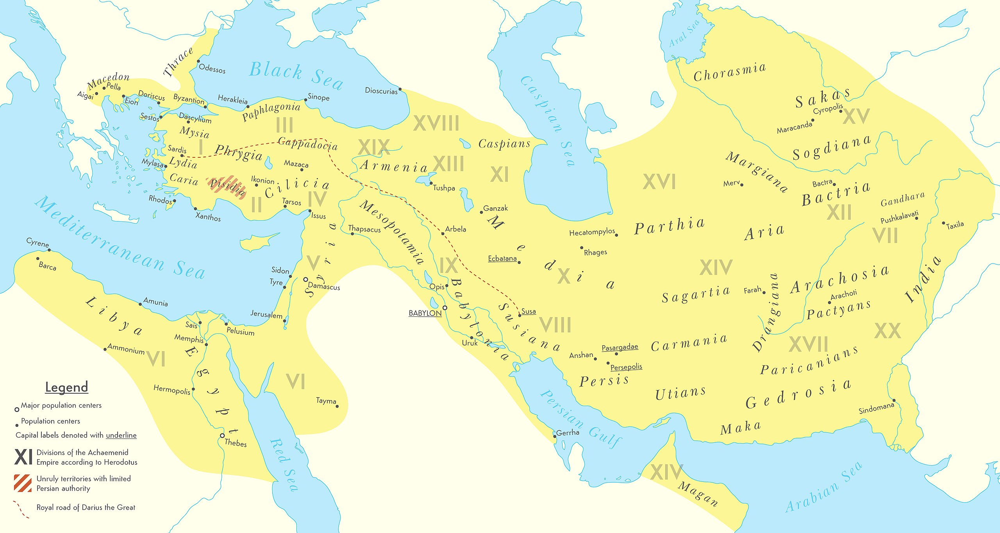 Aral Sea
Thrace
Black Sea
Odessos
Chorasmia
Macedon
Pella
Aigai
Eion
Doriscus
Byzantion
Herakleia
Sinope
Dioscurias
Caspian Sea
Sakas
Cyropolis
XV
Maracanda
Sestos
Dascylium
Paphlagonia
III
XVIII
Mysia
Sardis
I
Phrygia
Cappadocia
XIX
Caspians
Sogdiana
Mylasa
Lydia
Mazaca
Armenia
XIII
XI
XVI
Margiana
Merv
Bactra
Bactria
Caria
Pisidia
Ikonion
Cilicia
Tushpa
Gandhara
Rhodos
Xanthos
II
Tarsos
IV
Issus
Mesopotamia
Ganzak
Media
XII
Pushkalavati
Taxila
Mediterranean Sea
Thapsacus
Arbela
Hecatompylos
Parthia
Aria
VII
Cyrene
Barca
Syria
V
Rhages
Ecbatana
IX
X
XIV
Sidon
Tyre
Damascus
Opis
Babylonia
Sagartia
Farah
Drangiana
Arachosia
Arachoti
Pactyans
India
Libya
Amunia
Jerusalem
BABYLON
Susa
Susiana
VIII
Sais
Pelusium
Memphis
Egypt
Uruk
Carmania
XVII
XX
Ammonium
VI
Anshan
Pasargadae
Persepolis
Persis
Paricanians
Hermopolis
VI
Tayma
Persian Gulf
Utians
Gedrosia
Sindomana
Maka
Gerrha
Thebes
Red Sea
XIV
Magan
Arabian Sea
Legend
Major population centers
Population centers
Capital labels denoted with underline
XI Divisions of the Achaemenid
Empire according to Herodotus
Unruly territories with limited
Persian authority
Royal road of Darius the Great